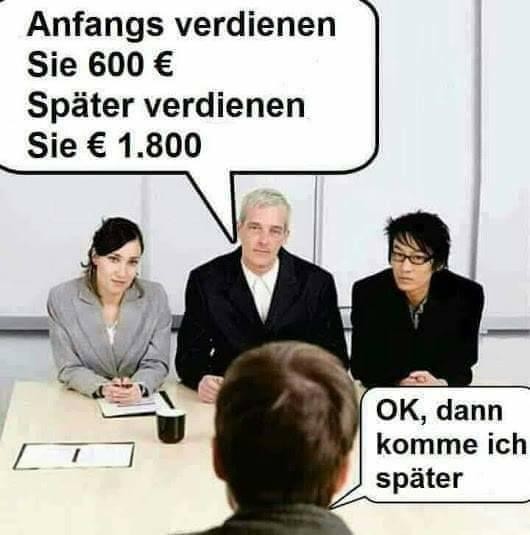 Anfangs verdienen
Sie 600 €
Später verdienen
Sie € 1.800
OK, dann
komme ich
später